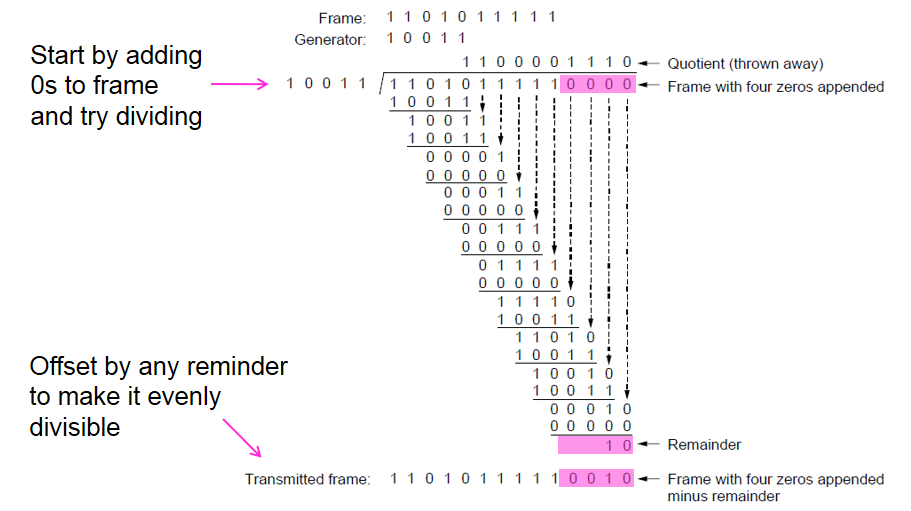 Frame: 1 1 0 1 0 1 1 1 1 1
Generator: 1 0 0 1 1
Start by adding
0s to frame
and try dividing
1 1 0 0 0 0 1 1 1 0 Quotient (thrown away)
1 0 0 1 1 1 1 0 1 0 1 1 1 1 1 0 0 0 0 Frame with four zeros appended
1 0 0 1 1
1 0 0 1 1
1 0 0 1 1
0 0 0 0 1
0 0 0 0 0
0 0 0 1 1
0 0 0 0 0
0 0 1 1 1
0 0 0 0 0
0 1 1 1 1
0 0 0 0 0
1 1 1 1 0
1 0 0 1 1
1 1 0 1 0
1 0 0 1 1
1 0 0 1 0
1 0 0 1 1
0 0 0 1 0
0 0 0 0 0
1 0 Remainder
Offset by any reminder
to make it evenly
divisible
Transmitted frame: 1 1 0 1 0 1 1 1 1 1 0 0 1 0 Frame with four zeros appended
minus remainder